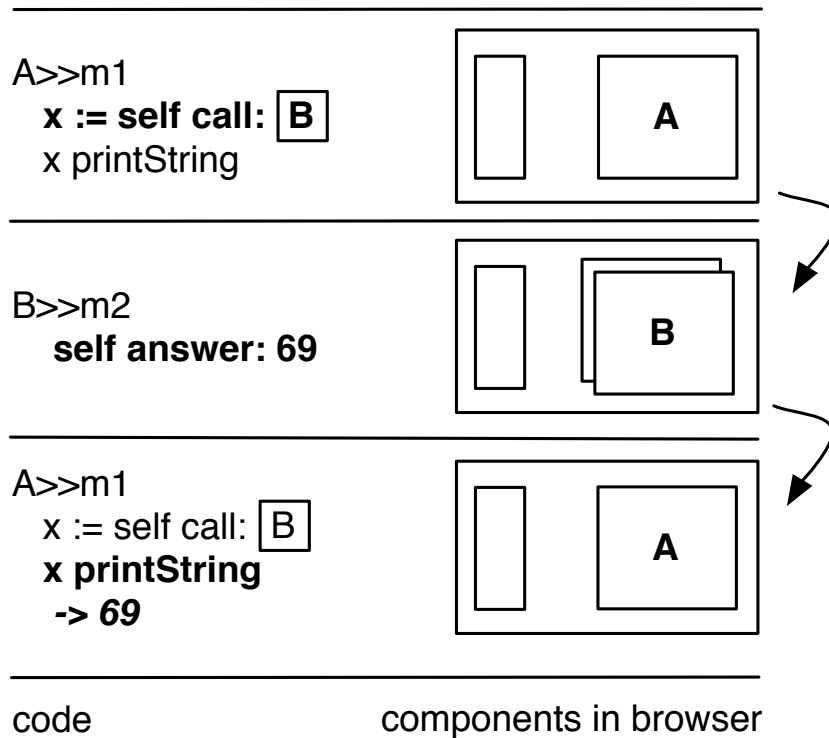 A>>m1
x := self call: B
x printString
A
B>>m2
self answer: 69
B
A>>m1
x := self call: B
x printString
-> 69
A
code
components in browser